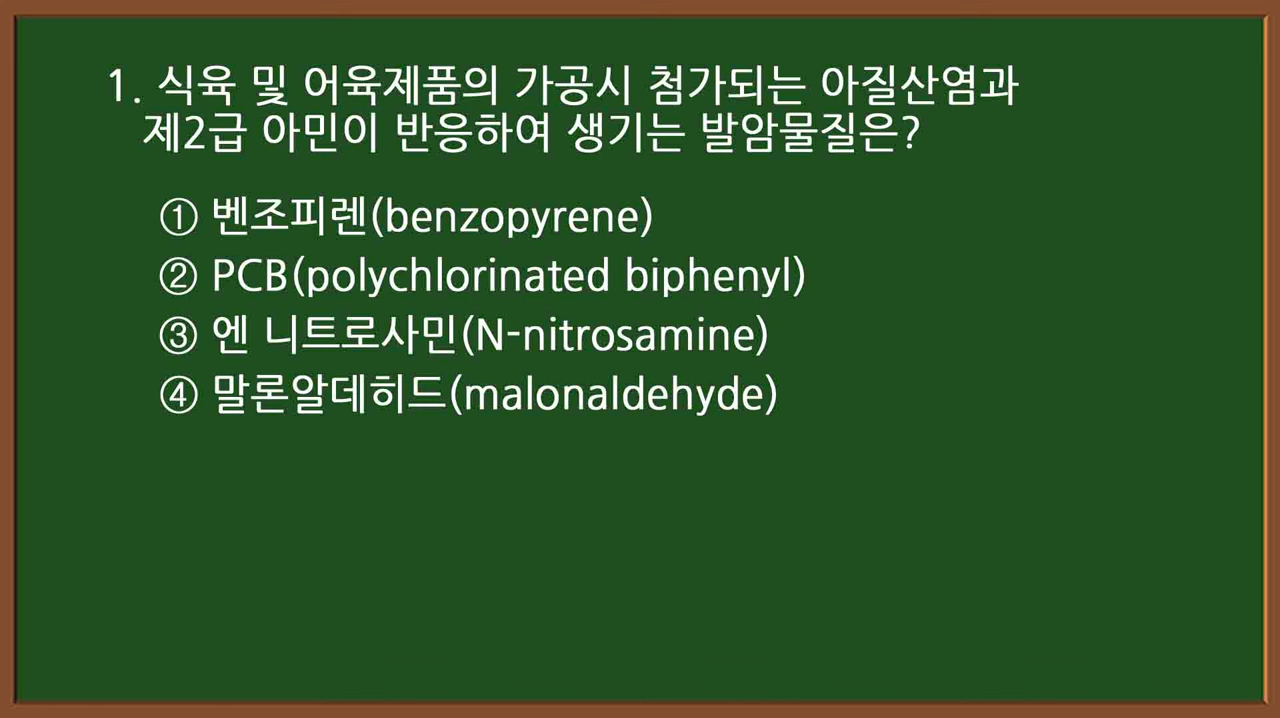 1. 식육 및 어육제품의 가공시 첨가되는 아질산염과
제2급 아민이 반응하여 생기는 발암물질은?
① 벤조피렌(benzopyrene)
② PCB(polychlorinated biphenyl)
③ 엔 니트로사민(N-nitrosamine)
④ 말론알데히드(malonaldehyde)